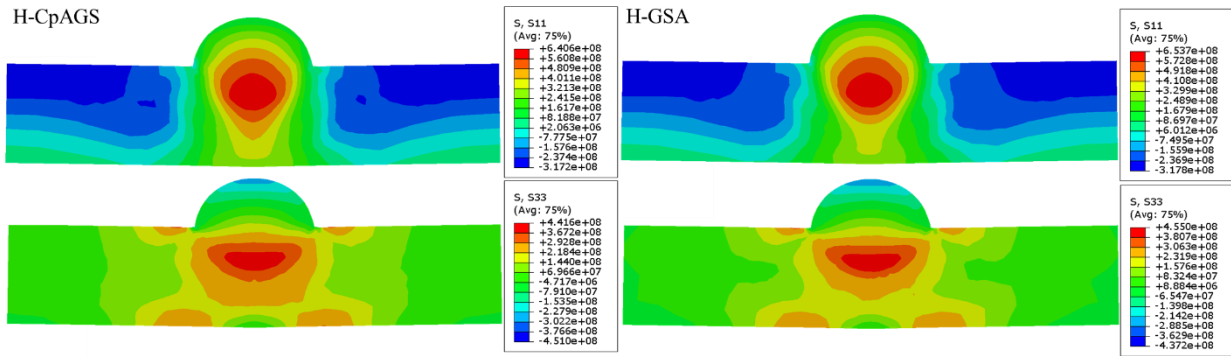 H-CpAGS
S, S11
(Avg: 75%)
+6.406e+08
+5.608e+08
+4.809e+08
+4.011e+08
+3.213e+08
+2.415e+08
+1.617e+08
+8.188e+07
+2.063e+06
-7.775e+07
-1.576e+08
-2.374e+08
-3.172e+08
H-GSA
S, S11
(Avg: 75%)
+6.537e+08
+5.728e+08
+4.918e+08
+4.108e+08
+3.299e+08
+2.489e+08
+1.679e+08
+8.697e+07
+6.012e+06
-7.495e+07
-1.559e+08
-2.369e+08
-3.178e+08
S, S33
(Avg: 75%)
+4.416e+08
+3.672e+08
+2.928e+08
+2.184e+08
+1.440e+08
+6.966e+07
-4.717e+06
-7.910e+07
-1.535e+08
-2.279e+08
-3.022e+08
-3.766e+08
-4.510e+08
S, S33
(Avg: 75%)
+4.550e+08
+3.807e+08
+3.063e+08
+2.319e+08
+1.576e+08
+8.324e+07
+8.884e+06
-6.547e+07
-1.398e+08
-2.142e+08
-2.885e+08
-3.629e+08
-4.372e+08